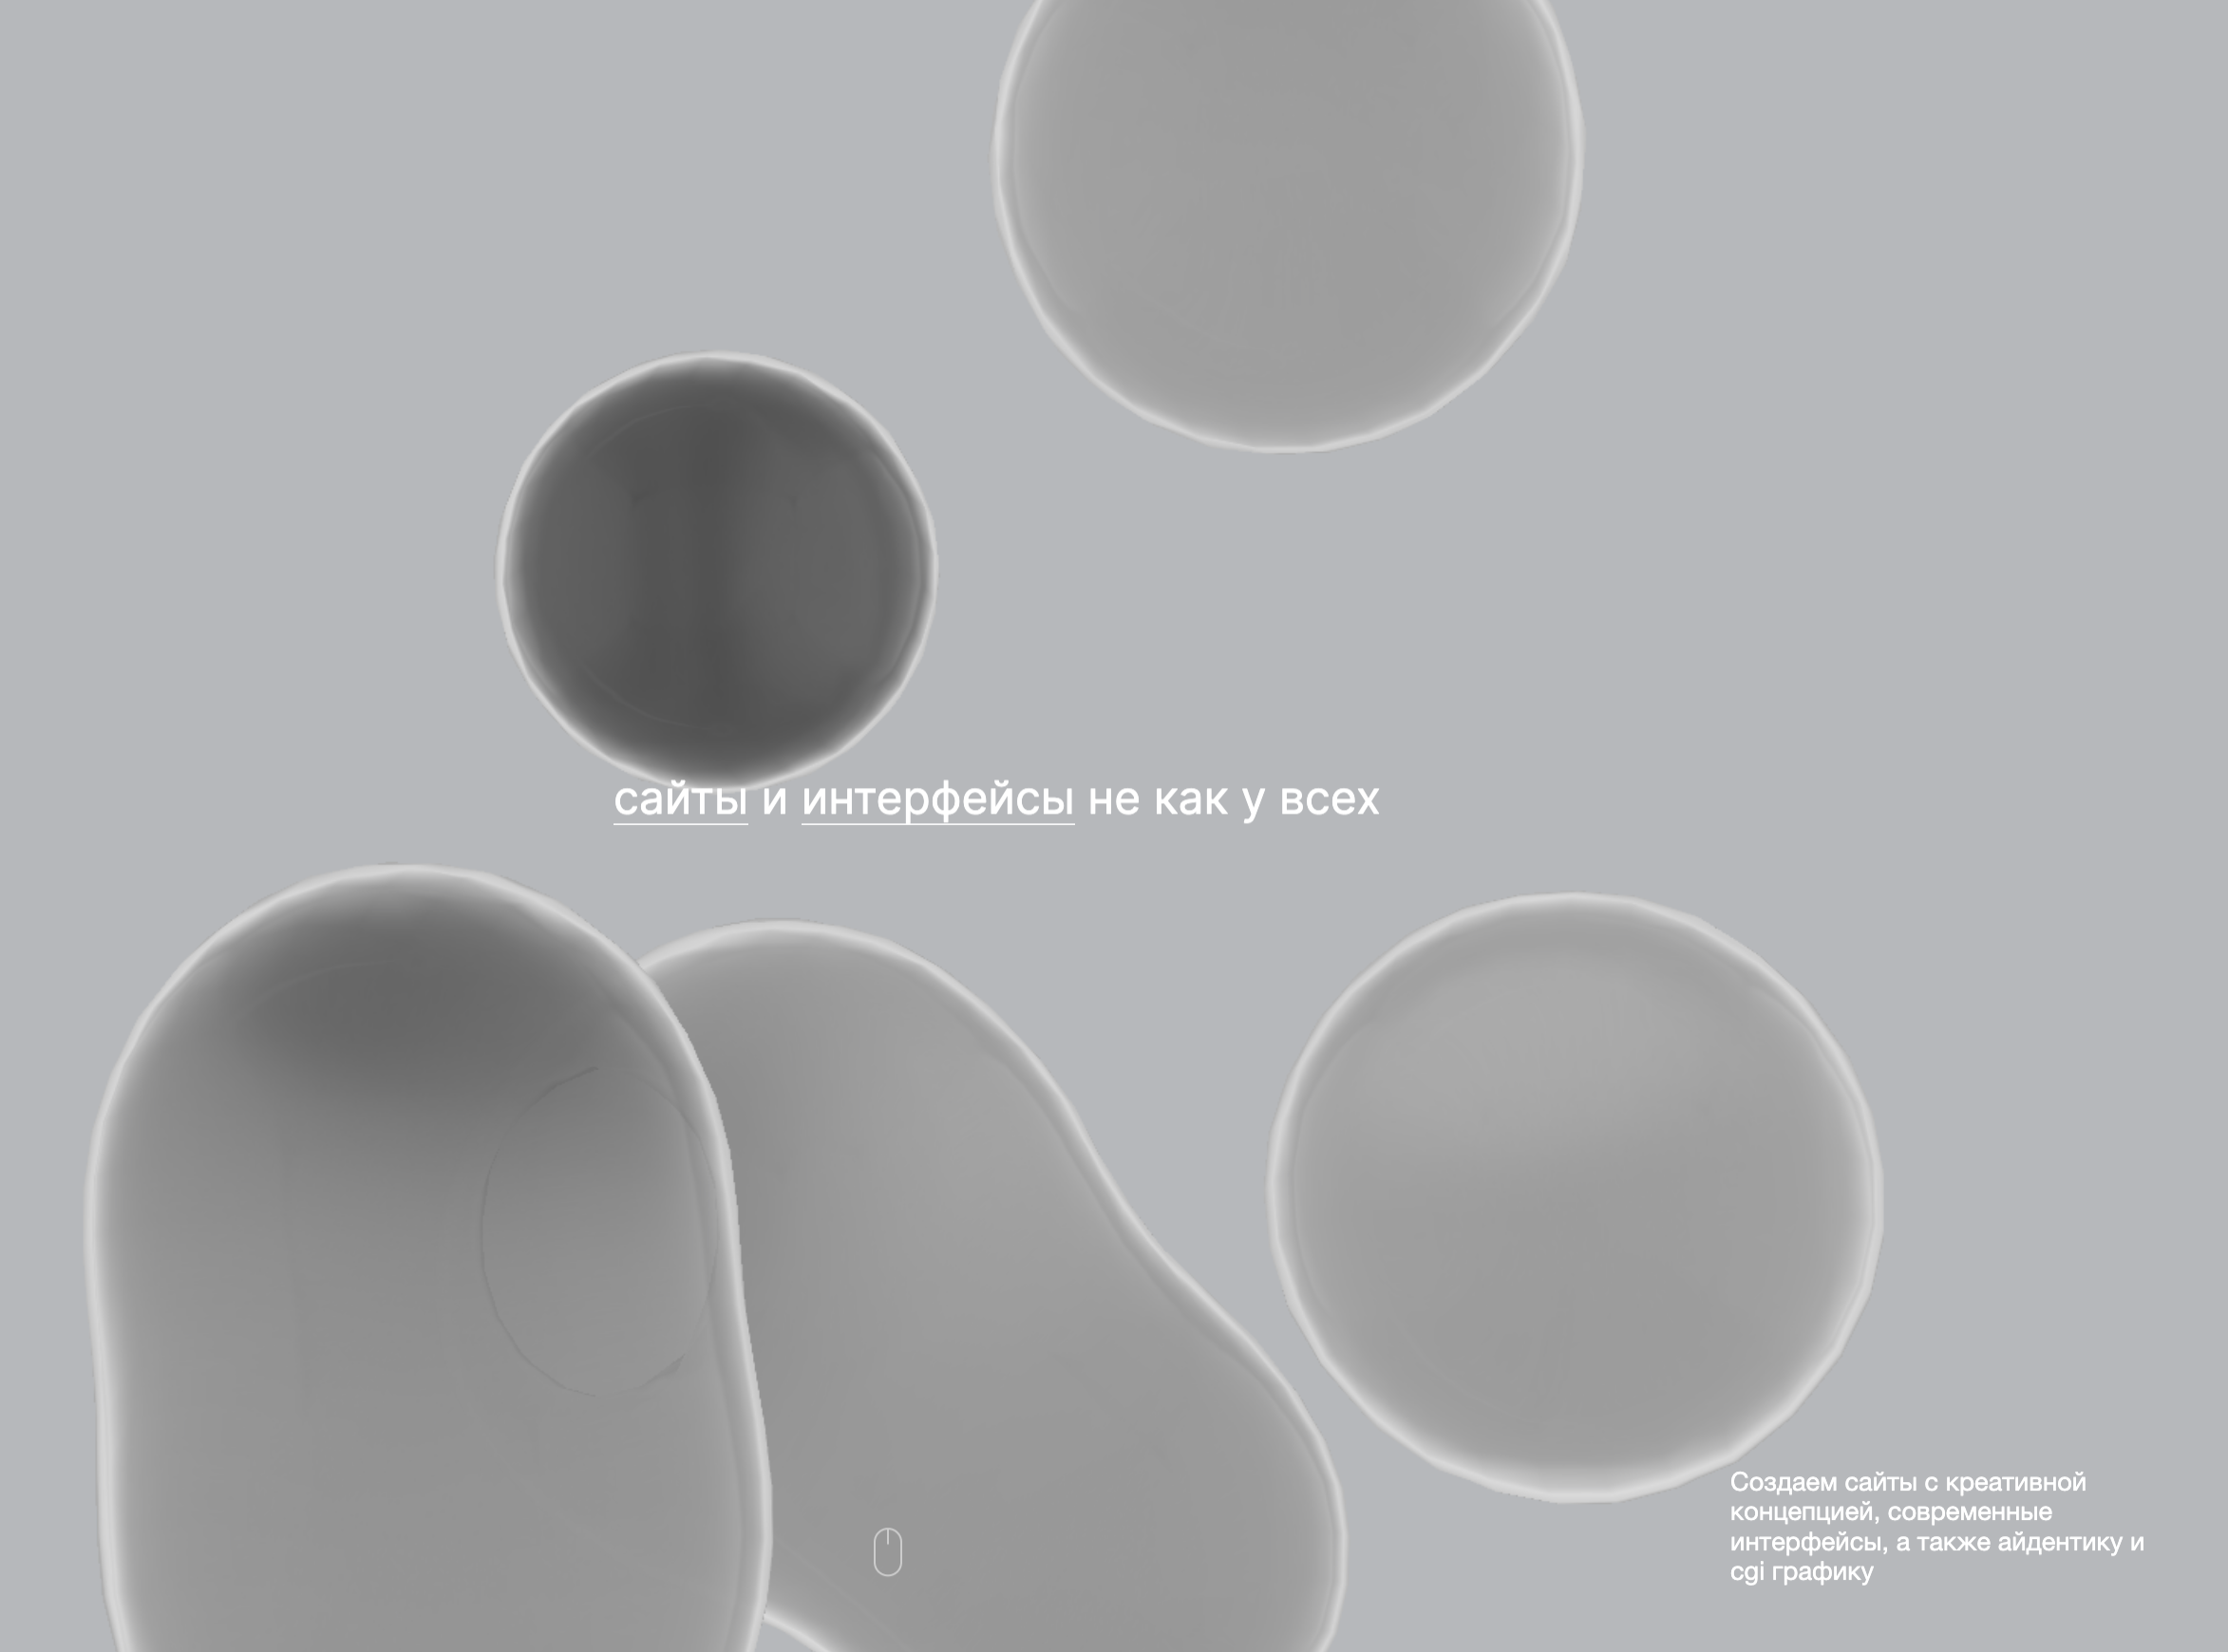 сайты и интерфейсы не как у всех
Создаем сайты с креативной
концепцией, современные
интерфейсы, а также айдентику и
cgi графику